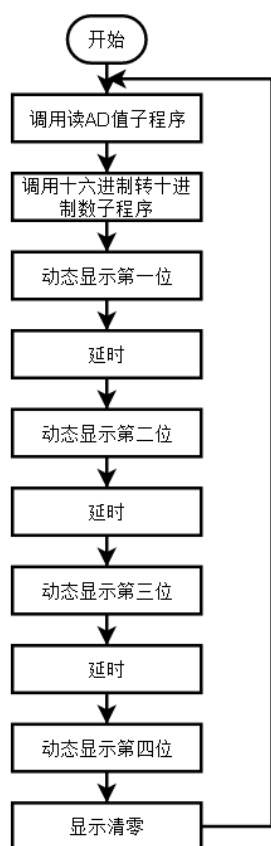 开始
调用读AD值子程序
调用十六进制转十进
制数子程序
动态显示第一位
延时
动态显示第二位
延时
动态显示第三位
延时
动态显示第四位
显示清零